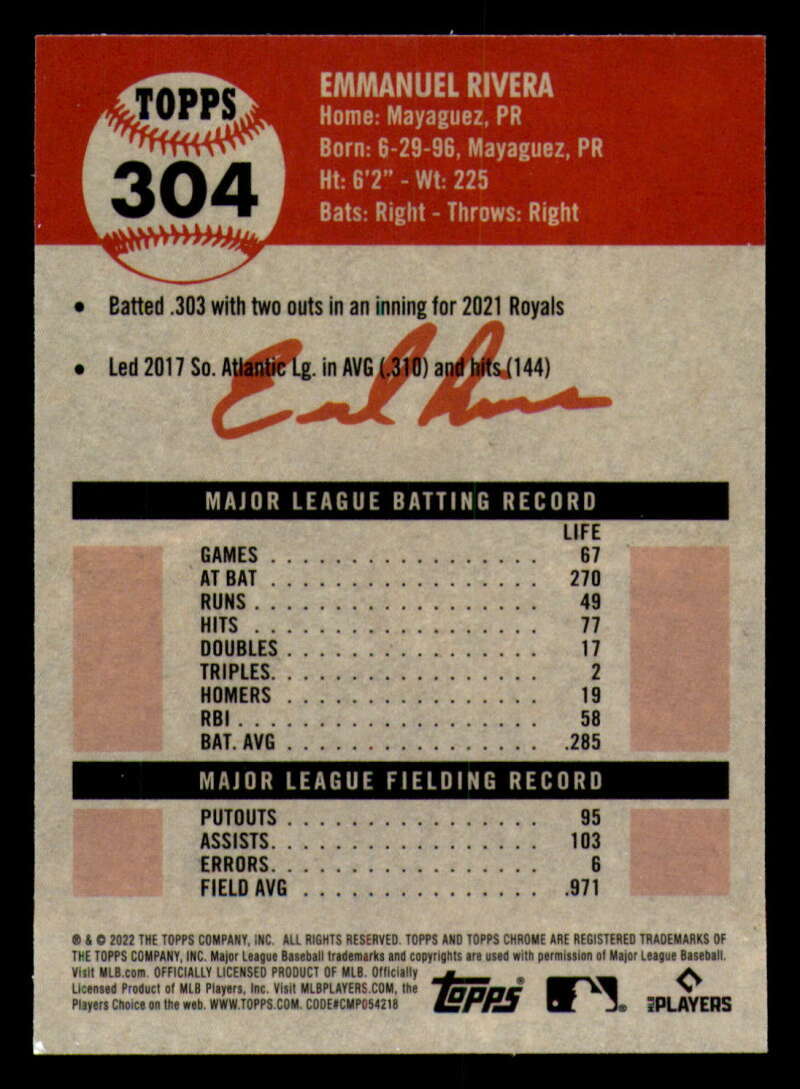 TOPPS
304
EMMANUEL RIVERA
Home: Mayaguez, PR
Born: 6-29-96, Mayaguez, PR
Ht: 6'2" - Wt: 225
Bats: Right - Throws: Right
• Batted .303 with two outs in an inning for 2021 Royals
• Led 2017 So. Atlantic Lg. in AVG (.310) and hits (144)
MAJOR LEAGUE BATTING RECORD
LIFE
GAMES . . . . . . . . . . . . . . . . . 67
AT BAT . . . . . . . . . . . . . . . . . 270
RUNS . . . . . . . . . . . . . . . . . . 49
HITS . . . . . . . . . . . . . . . . . . 77
DOUBLES . . . . . . . . . . . . . . . . 17
TRIPLES. . . . . . . . . . . . . . . . . 2
HOMERS . . . . . . . . . . . . . . . . 19
RBI . . . . . . . . . . . . . . . . . . . 58
BAT. AVG . . . . . . . . . . . . . . . . .285
MAJOR LEAGUE FIELDING RECORD
PUTOUTS . . . . . . . . . . . . . . . . 95
ASSISTS. . . . . . . . . . . . . . . . . 103
ERRORS. . . . . . . . . . . . . . . . . 6
FIELD AVG . . . . . . . . . . . . . . . .971
® & © 2022 THE TOPPS COMPANY, INC. ALL RIGHTS RESERVED. TOPPS AND TOPPS CHROME ARE REGISTERED TRADEMARKS OF
THE TOPPS COMPANY, INC. Major League Baseball trademarks and copyrights are used with permission of Major League Baseball.
Visit MLB.com. OFFICIALLY LICENSED PRODUCT OF MLB. Officially
Licensed Product of MLB Players, Inc. Visit MLBPLAYERS.COM, the
Players Choice on the web. WWW.TOPPS.COM. CODE#CMP054218
TOPPS®
MLB PLAYERS